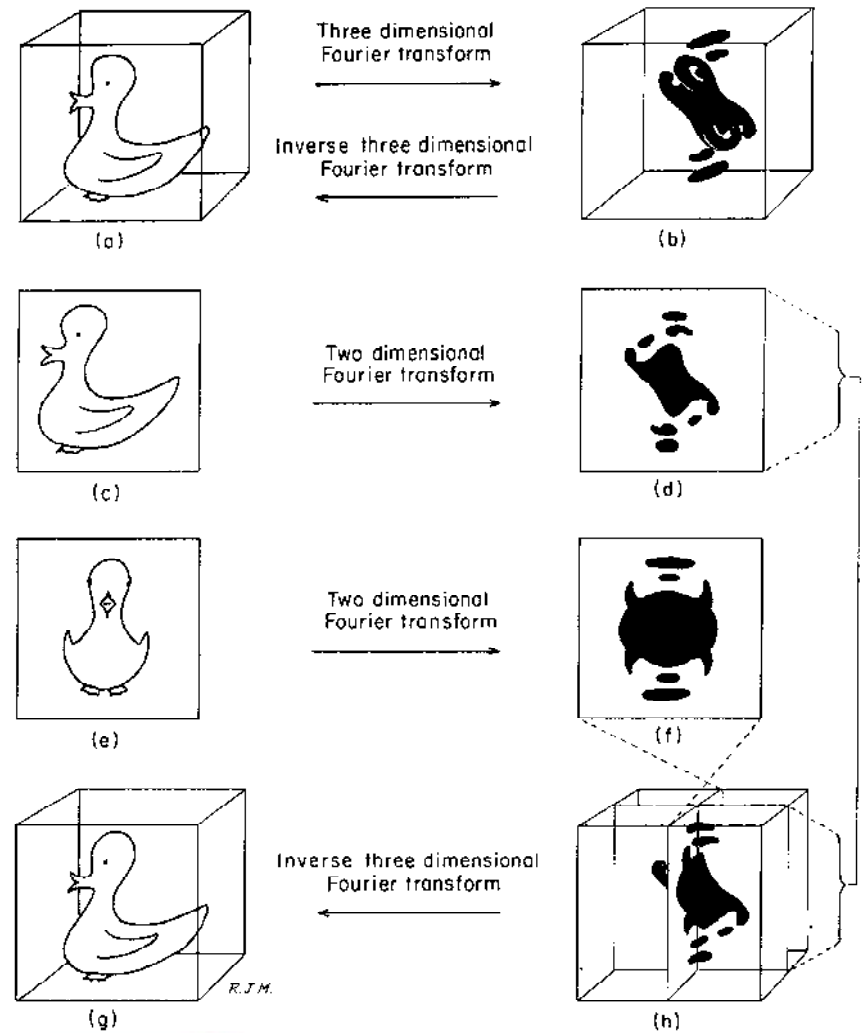 Three dimensional
Fourier transform
Inverse three dimensional
Fourier transform
(a)
(b)
Two dimensional
Fourier transform
(c)
(d)
Two dimensional
Fourier transform
(e)
(f)
Inverse three dimensional
Fourier transform
R.J.M.
(g)
(h)